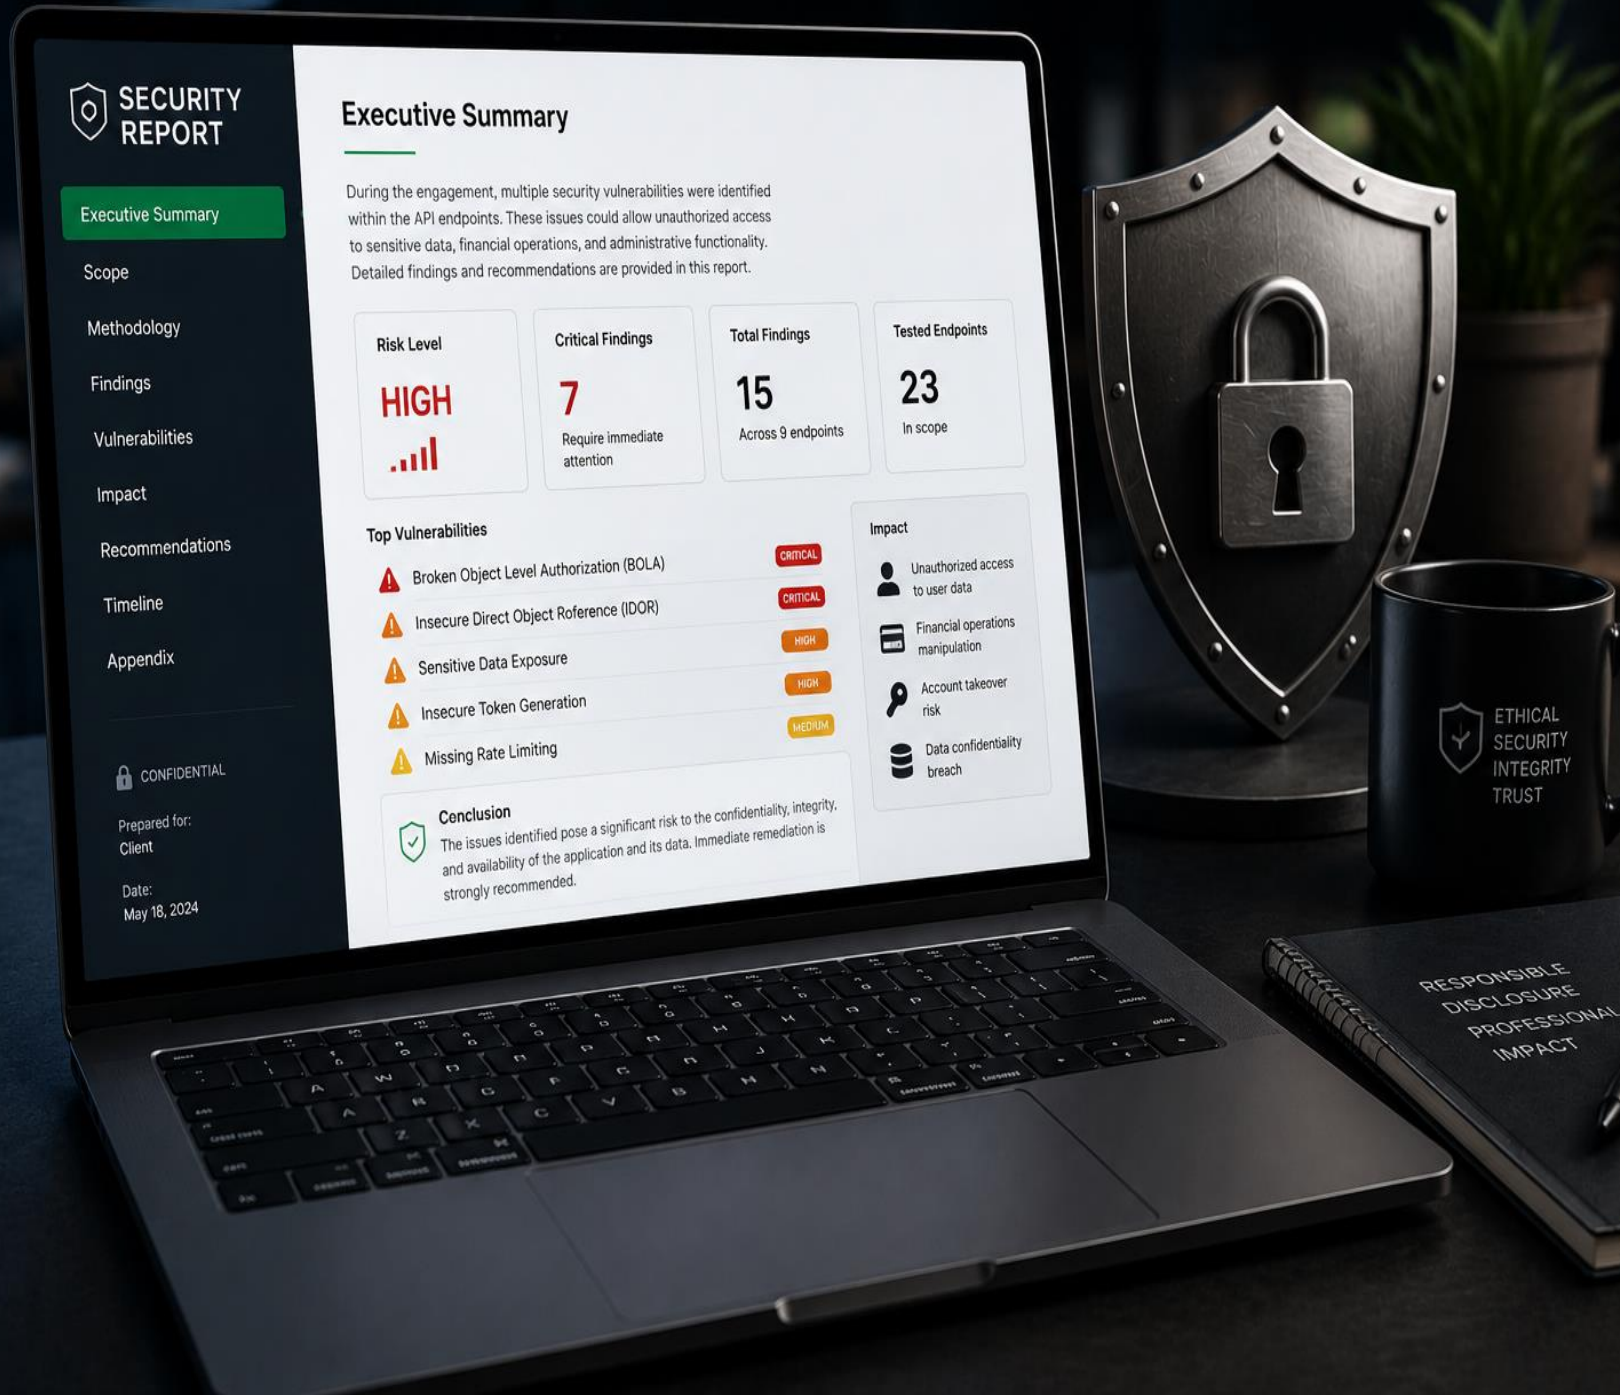 SECURITY
REPORT
Executive Summary
Scope
Methodology
Findings
Vulnerabilities
Impact
Recommendations
Timeline
Appendix
CONFIDENTIAL
Prepared for:
Client
Date:
May 18, 2024
Executive Summary
During the engagement, multiple security vulnerabilities were identified
within the API endpoints. These issues could allow unauthorized access
to sensitive data, financial operations, and administrative functionality.
Detailed findings and recommendations are provided in this report.
Risk Level
HIGH
Critical Findings
7
Require immediate
attention
Total Findings
15
Across 9 endpoints
Tested Endpoints
23
In scope
Top Vulnerabilities
Broken Object Level Authorization (BOLA) CRITICAL
Insecure Direct Object Roference (IDOR) CRITICAL
Sensitive Data Exposure HIGH
Insecure Token Generation HIGH
Missing Rate Limiting MEDIUM
Impact
Unauthorized access
to user data
Financial operations
manipulation
Account takeover
risk
Data confidentiality
breach
Cenclusion
The issues identified pose a significant risk to the confidentiality, integrity,
and availability of the application and its data. Immediate remediation is
strongly recommended.
ETHICAL
SECURITY
INTEGRITY
TRUST
RESPONSIBLE
DISCLOSURE
PROFESSIONAL
IMPACT